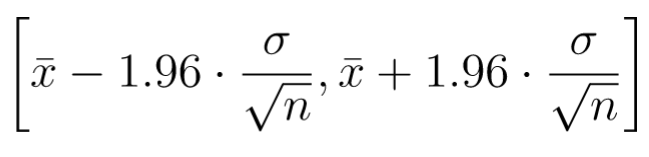 [x̄ − 1.96 · σ/√n, x̄ + 1.96 · σ/√n]